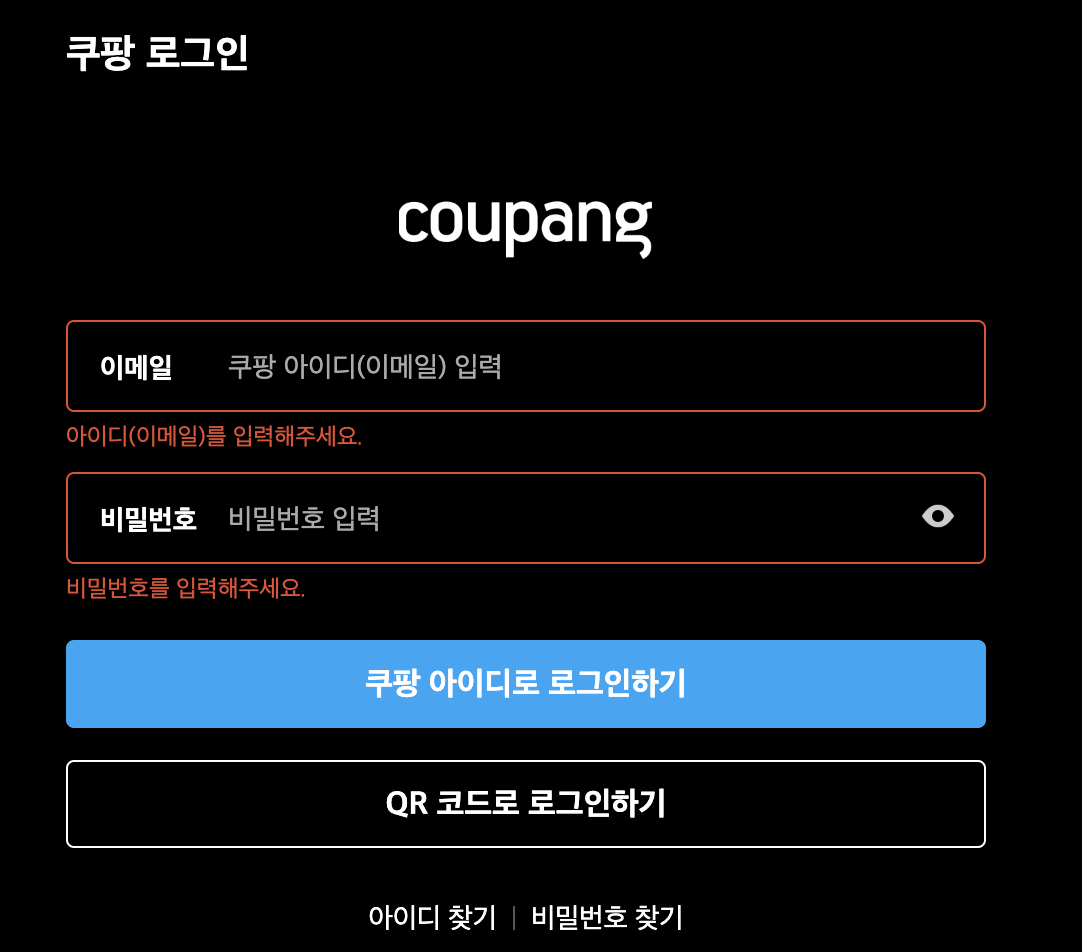 쿠팡 로그인
coupang
이메일 쿠팡 아이디(이메일) 입력
아이디(이메일)를 입력해주세요.
비밀번호 비밀번호 입력
비밀번호를 입력해주세요.
쿠팡 아이디로 로그인하기
QR 코드로 로그인하기
아이디 찾기 | 비밀번호 찾기